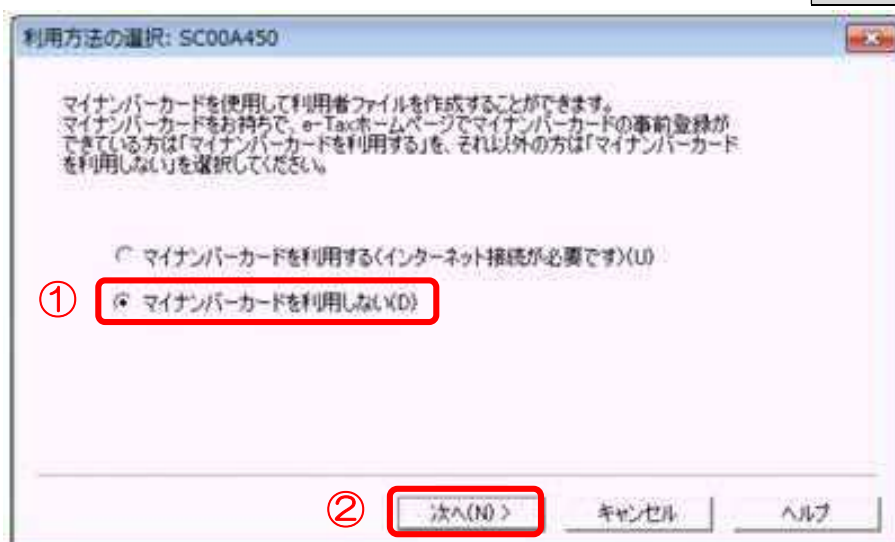 利用方法の選択: SC00A450
マイナンバーカードを使用して利用者ファイルを作成することができます。
マイナンバーカードをお持ちで、e-Taxホームページでマイナンバーカードの事前登録が
できている方は「マイナンバーカードを利用する」を、それ以外の方は「マイナンバーカード
を利用しない」を選択してください。
マイナンバーカードを利用する(インターネット接続が必要です)(U)
① マイナンバーカードを利用しない(D)
② 次へ(N) > キャンセル ヘルプ